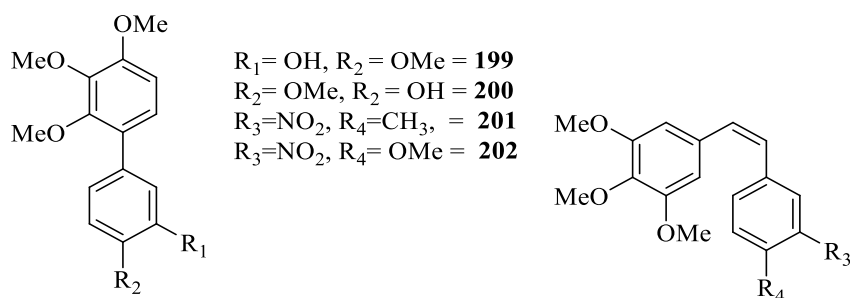 OMe
MeO
MeO
MeO
R₁
R₂
R₁= OH, R₂ = OMe = 199
R₂= OMe, R₂ = OH = 200
R₃=NO₂, R₄=CH₃, = 201
R₃=NO₂, R₄= OMe = 202
MeO
MeO
OMe
R₃
R₄